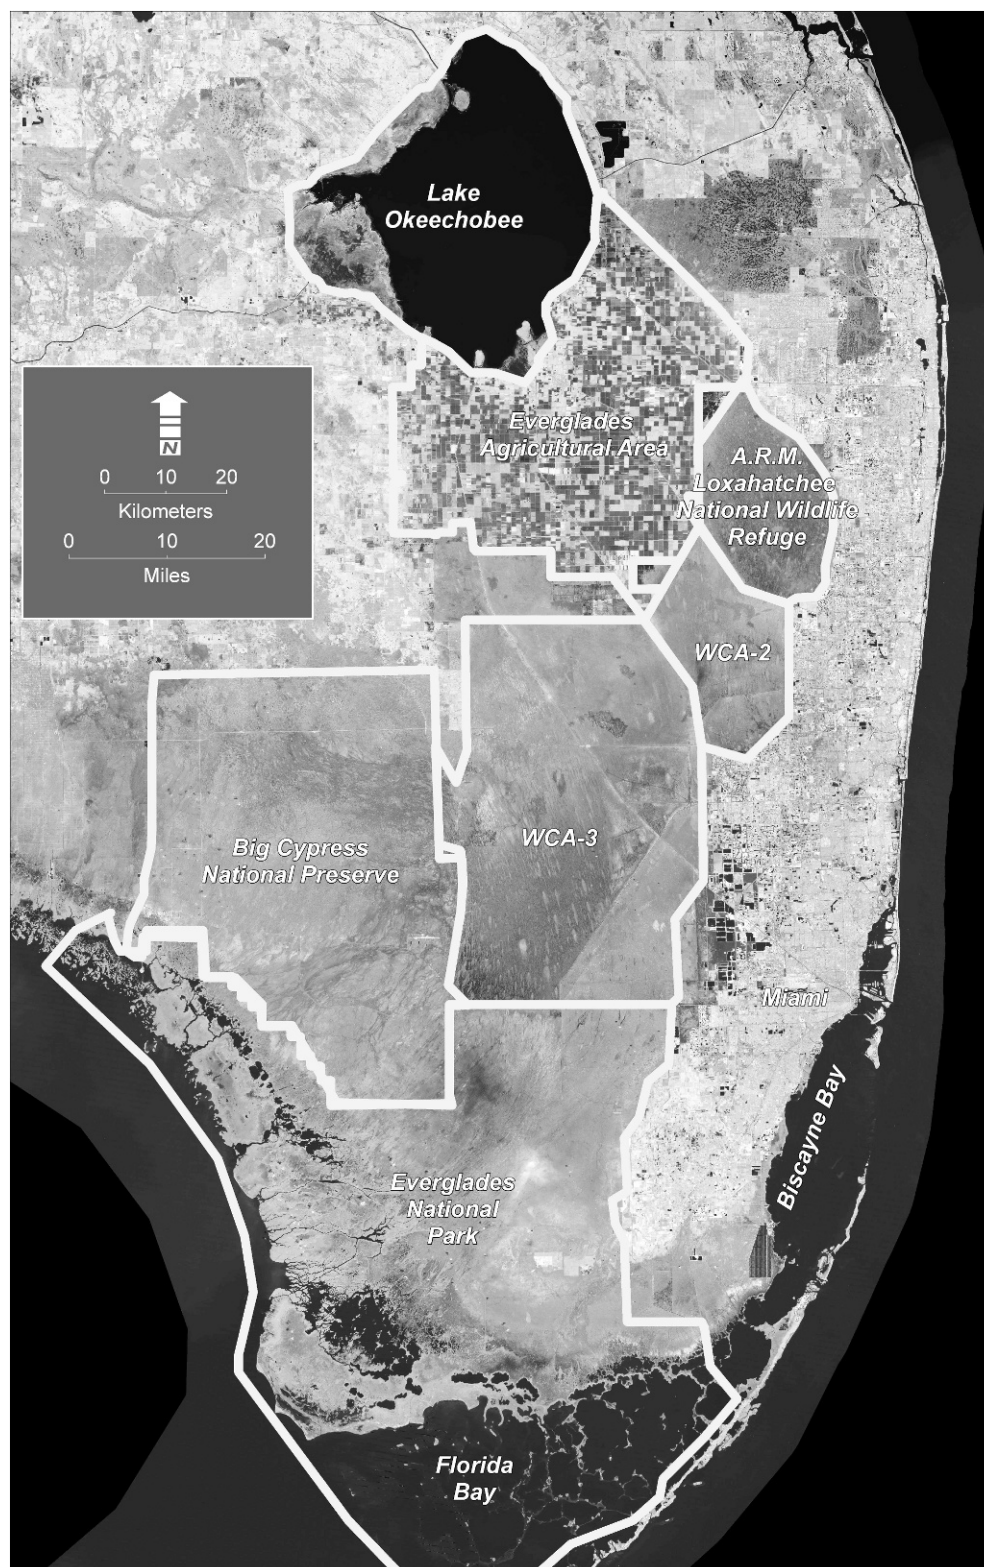 Lake
Okeechobee
Everglades
Agricultural Area
A.R.M.
Loxahatchee
National Wildlife
Refuge
N
0 10 20
Kilometers
0 10 20
Miles
WCA-2
WCA-3
Big Cypress
National Preserve
Miami
Biscayne Bay
Everglades
National
Park
Florida
Bay